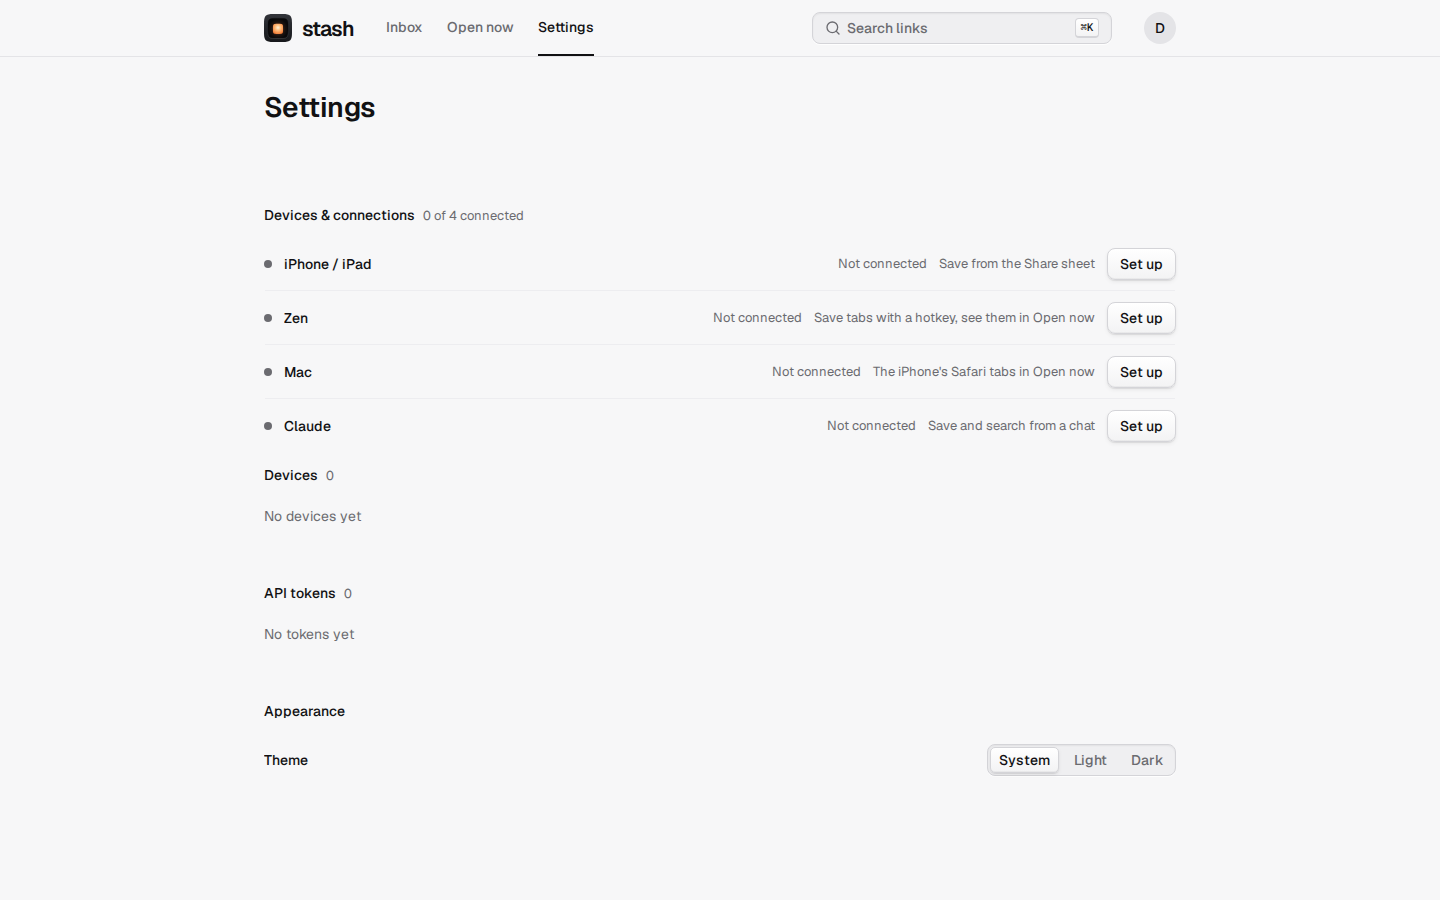 stash Inbox Open now Settings Search links ⌘K D
Settings
Devices & connections 0 of 4 connected
iPhone / iPad Not connected Save from the Share sheet Set up
Zen Not connected Save tabs with a hotkey, see them in Open now Set up
Mac Not connected The iPhone's Safari tabs in Open now Set up
Claude Not connected Save and search from a chat Set up
Devices 0
No devices yet
API tokens 0
No tokens yet
Appearance
Theme System Light Dark